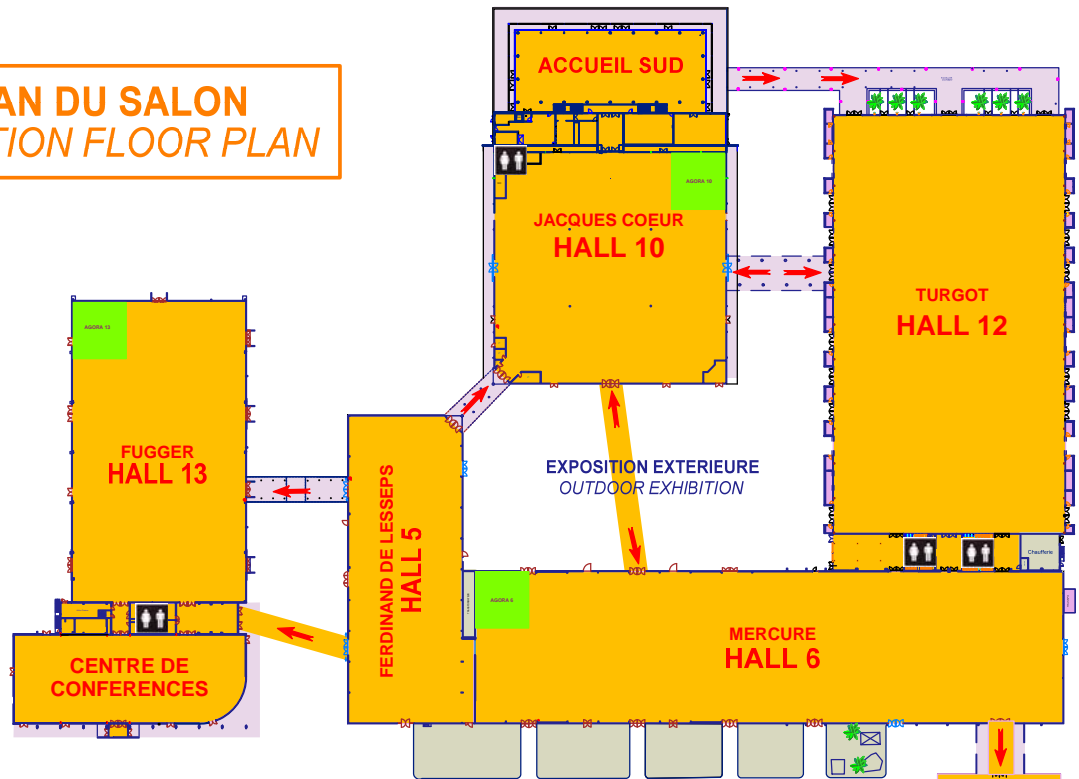 AN DU SALON
TION FLOOR PLAN
ACCUEIL SUD
AGORA 10
JACQUES COEUR
HALL 10
TURGOT
HALL 12
AGORA 13
FUGGER
HALL 13
EXPOSITION EXTERIEURE
OUTDOOR EXHIBITION
FERDINAND DE LESSEPS
HALL 5
Chaufferie
AGORA 6
MERCURE
HALL 6
CENTRE DE
CONFERENCES